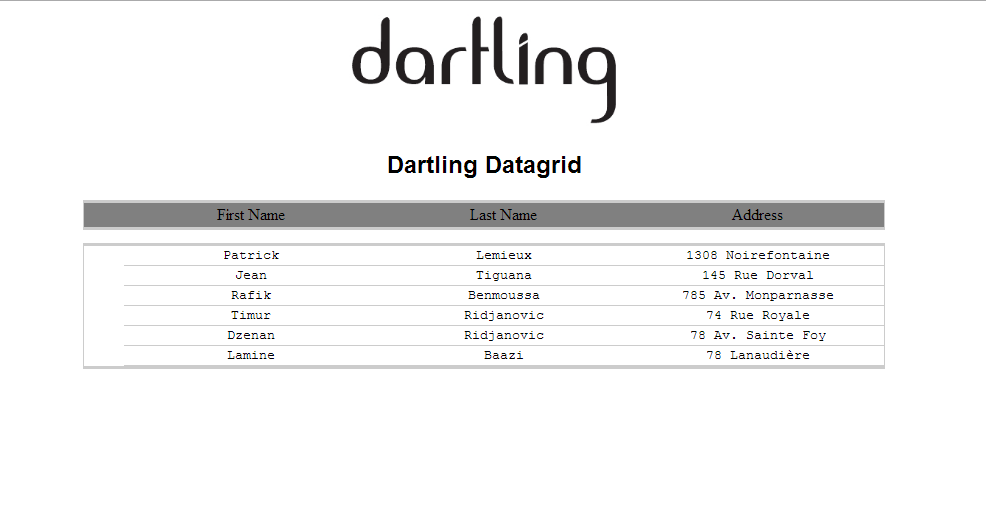 dartling
Dartling Datagrid
First Name Last Name Address
Patrick Lemieux 1308 Noirefontaine
Jean Tiguana 145 Rue Dorval
Rafik Benmoussa 785 Av. Monparnasse
Timur Ridjanovic 74 Rue Royale
Dzenan Ridjanovic 78 Av. Sainte Foy
Lamine Baazi 78 Lanaudière